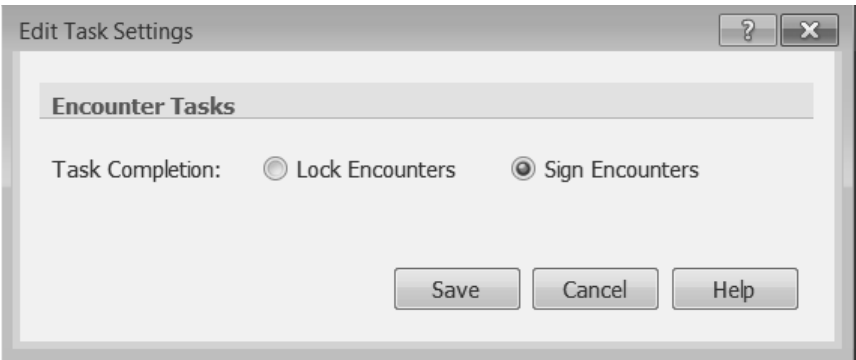 Edit Task Settings ?
Encounter Tasks
Task Completion: Lock Encounters Sign Encounters
Save Cancel Help